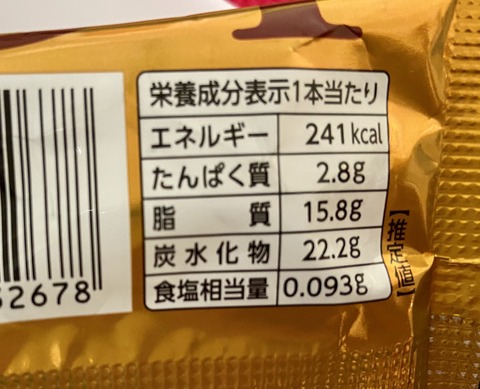 栄養成分表示1本当たり
エネルギー 241kcal
たんぱく質 2.8g
脂質 15.8g
炭水化物 22.2g
食塩相当量 0.093g
【推定値】
52678